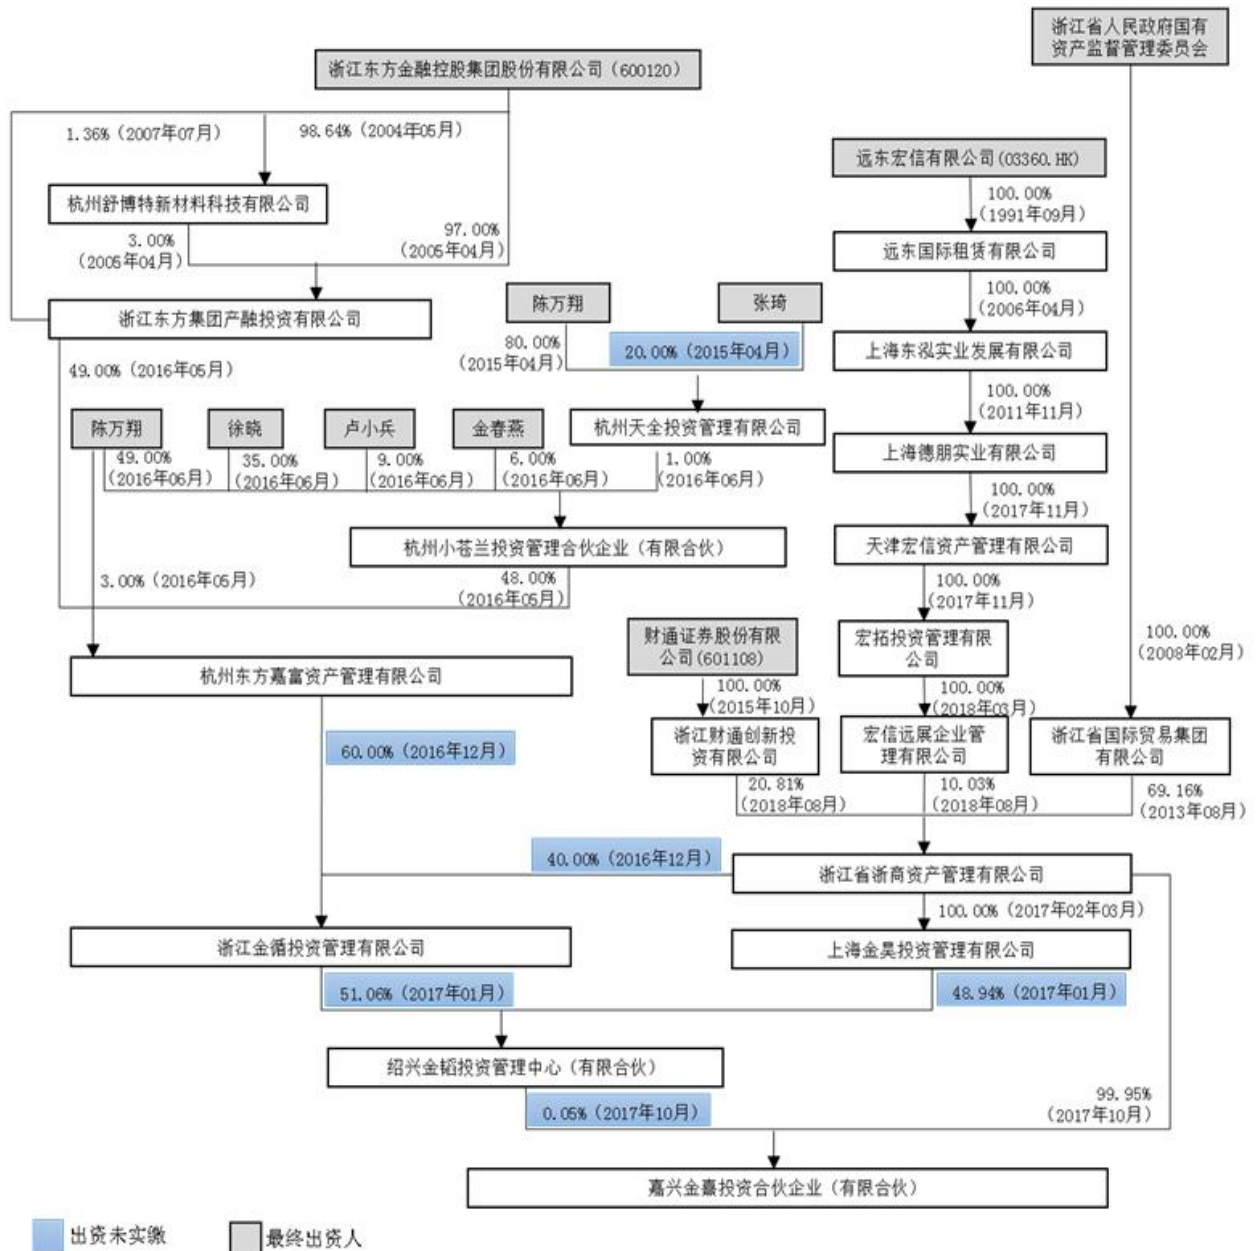 浙江省人民政府国有
资产监督管理委员会
浙江东方金融控股集团股份有限公司（600120）
1.36%（2007年07月）
98.64%（2004年05月）
远东宏信有限公司(03360.HK)
100.00%
（1991年09月）
杭州舒博特新材料科技有限公司
3.00%
（2005年04月）
97.00%
（2005年04月）
远东国际租赁有限公司
100.00%
（2006年04月）
陈万翔
张琦
浙江东方集团产融投资有限公司
80.00%
（2015年04月）
20.00%（2015年04月）
上海东泓实业发展有限公司
49.00%（2016年05月）
100.00%
（2011年11月）
陈万翔
徐晓
卢小兵
金春燕
杭州天全投资管理有限公司
上海德朋实业有限公司
49.00%
（2016年06月）
35.00%
（2016年06月）
9.00%
（2016年06月）
6.00%
（2016年06月）
1.00%
（2016年06月）
100.00%
（2017年11月）
杭州小苍兰投资管理合伙企业（有限合伙）
天津宏信资产管理有限公司
3.00%（2016年05月）
48.00%
（2016年05月）
100.00%
（2017年11月）
财通证券股份有限
公司(601108)
宏拓投资管理有限
公司
100.00%
（2008年02月）
杭州东方嘉富资产管理有限公司
100.00%
（2015年10月）
100.00%
（2018年03月）
60.00%（2016年12月）
浙江财通创新投
资有限公司
宏信远展企业管
理有限公司
浙江省国际贸易集团
有限公司
20.81%
（2018年08月）
10.03%
（2018年08月）
69.16%
（2013年08月）
40.00%（2016年12月）
浙江省浙商资产管理有限公司
100.00%（2017年02年03月）
浙江金循投资管理有限公司
上海金昊投资管理有限公司
51.06%（2017年01月）
48.94%（2017年01月）
绍兴金韬投资管理中心（有限合伙）
0.05%（2017年10月）
99.95%
（2017年10月）
嘉兴金熹投资合伙企业（有限合伙）
出资未实缴
最终出资人